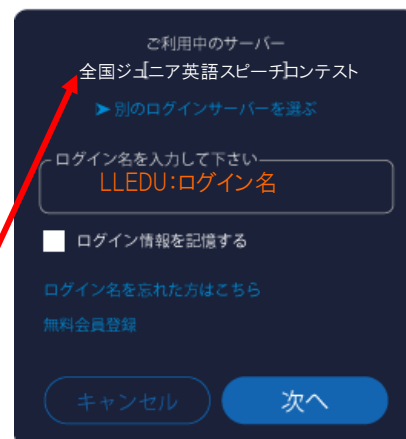 ご利用中のサーバー
全国ジュニア英語スピーチコンテスト
➤ 別のログインサーバーを選ぶ
ログイン名を入力して下さい
LLEDU:ログイン名
ログイン情報を記憶する
ログイン名を忘れた方はこちら
無料会員登録
キャンセル 次へ